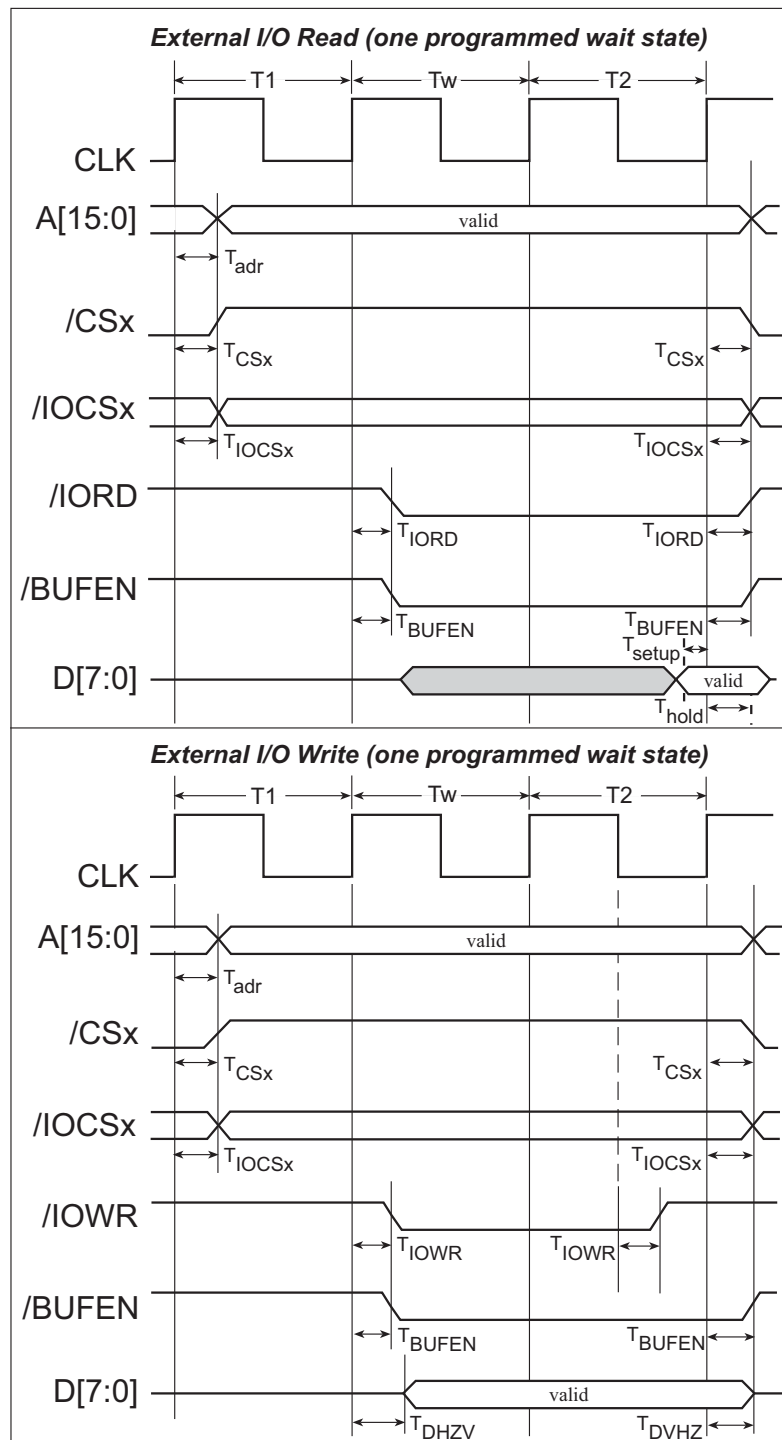 External I/O Read (one programmed wait state)
T1 Tw T2
CLK
A[15:0] valid
Tadr
/CSx
TCSx TCSx
/IOCSx
TIOCSx TIOCSx
/IORD
TIORD TIORD
/BUFEN
TBUFEN TBUFEN
Tsetup
D[7:0] valid
Thold
External I/O Write (one programmed wait state)
T1 Tw T2
CLK
A[15:0] valid
Tadr
/CSx
TCSx TCSx
/IOCSx
TIOCSx TIOCSx
/IOWR
TIOWR TIOWR
/BUFEN
TBUFEN TBUFEN
D[7:0] valid
TDHZV TDVHZ